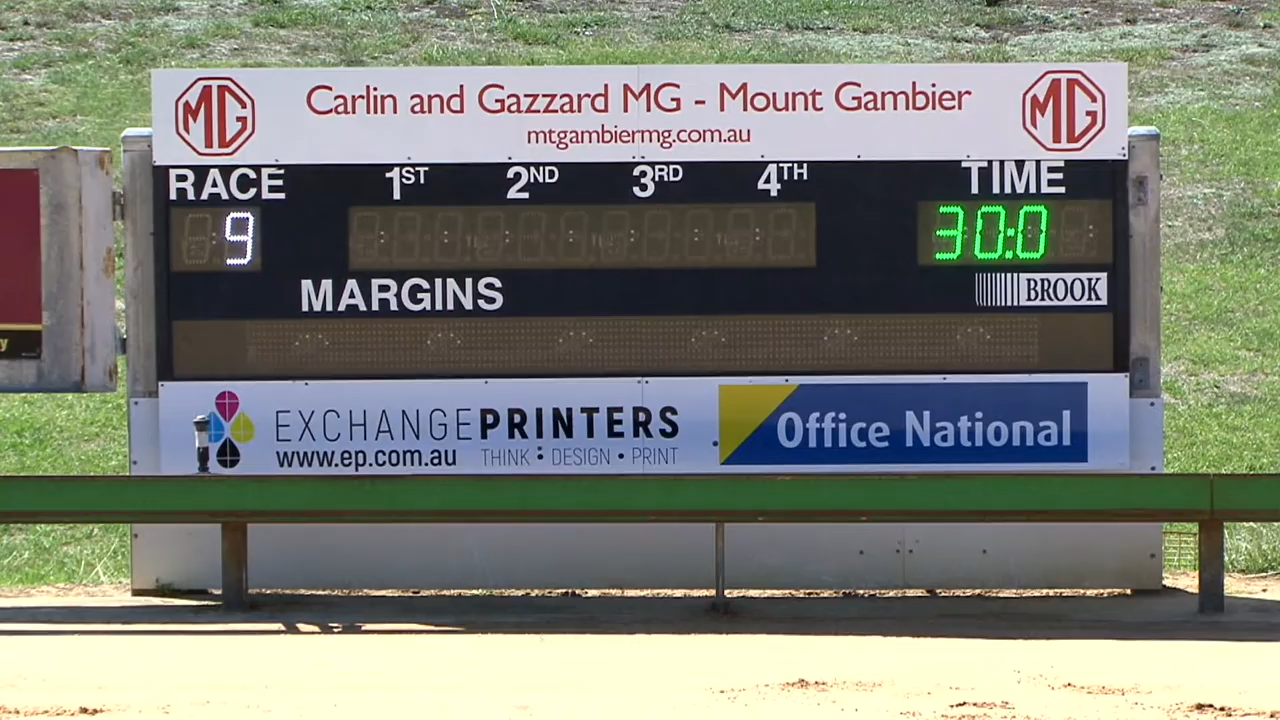 MG Carlin and Gazzard MG - Mount Gambier MG
mtgambiermg.com.au
RACE 1ST 2ND 3RD 4TH TIME
9 30:0
MARGINS BROOK
EXCHANGEPRINTERS Office National
www.ep.com.au THINK : DESIGN • PRINT